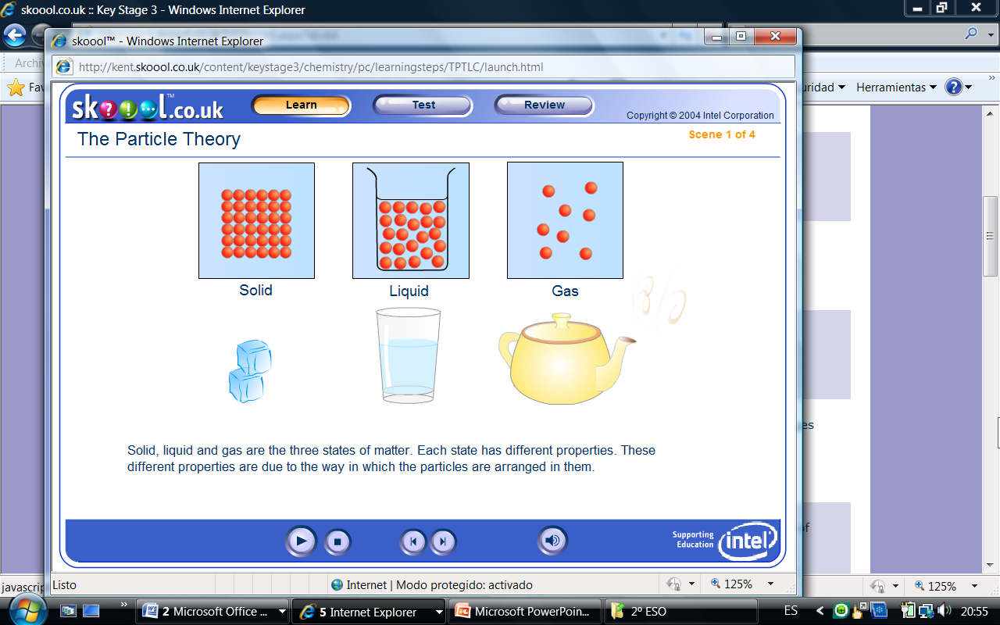 skoool.co.uk :: Key Stage 3 - Windows Internet Explorer
skoool™ - Windows Internet Explorer
http://kent.skoool.co.uk/content/keystage3/chemistry/pc/learningsteps/TPTLC/launch.html
Archiv
Fav
uridad
Herramientas
sk?!...l.co.uk™
Learn
Test
Review
Copyright © 2004 Intel Corporation
The Particle Theory
Scene 1 of 4
Solid
Liquid
Gas
Solid, liquid and gas are the three states of matter. Each state has different properties. These
different properties are due to the way in which the particles are arranged in them.
es
of
Supporting
Education
intel
javascrip
Listo
Internet | Modo protegido: activado
125%
125%
2 Microsoft Office ...
5 Internet Explorer
Microsoft PowerPoin...
2º ESO
ES
20:55